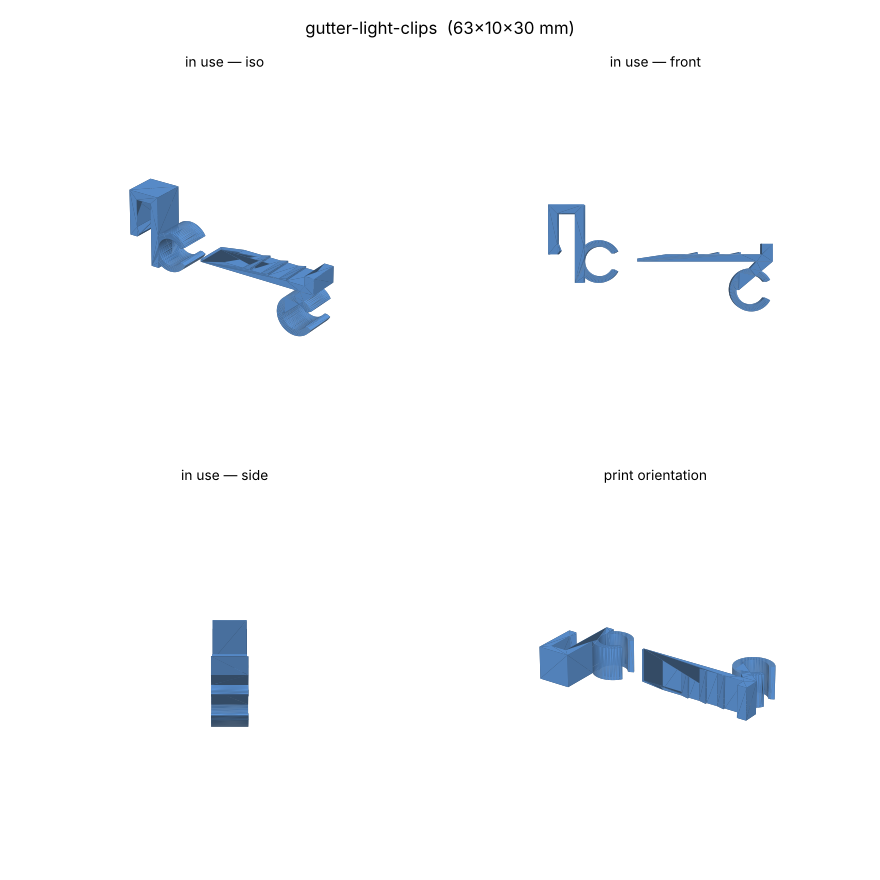 gutter-light-clips (63×10×30 mm)
in use — iso
in use — front
in use — side
print orientation